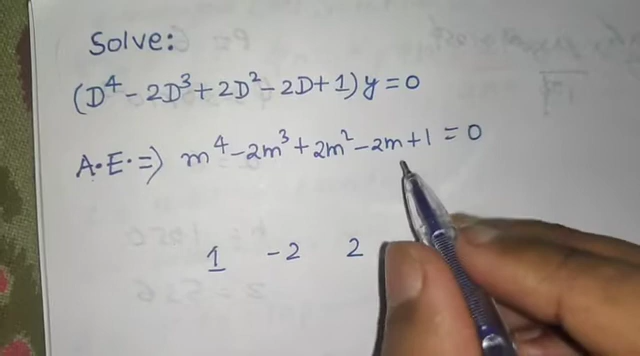 Solve:
(D⁴ - 2D³ + 2D² - 2D + 1) y = 0
A.E. ⇒ m⁴ - 2m³ + 2m² - 2m + 1 = 0
1 -2 2